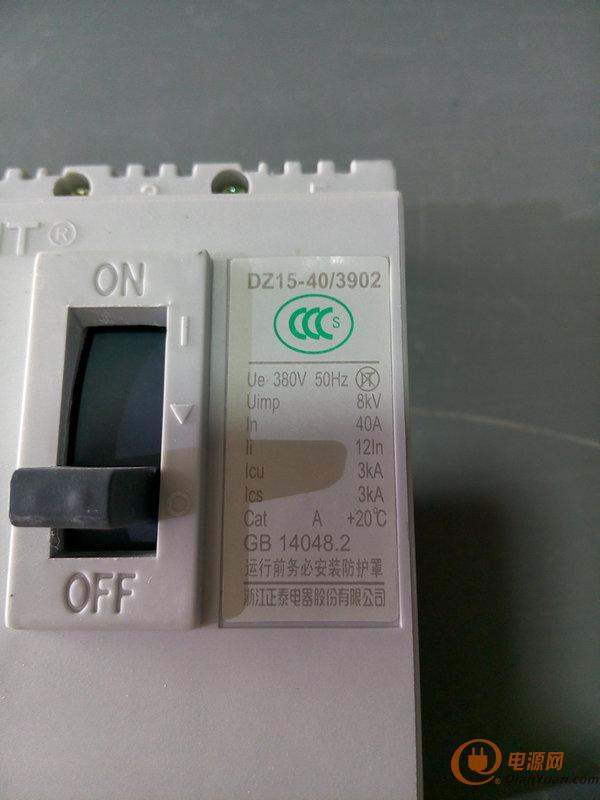 NT®
ON
I
O
OFF
DZ15-40/3902
CCC S
Ue· 380V 50Hz
Uimp 8kV
In 40A
Ii 12In
Icu 3kA
Ics 3kA
Cat A +20℃
GB 14048.2
运行前务必安装防护罩
浙江正泰电器股份有限公司
电源网
DianYuan.com